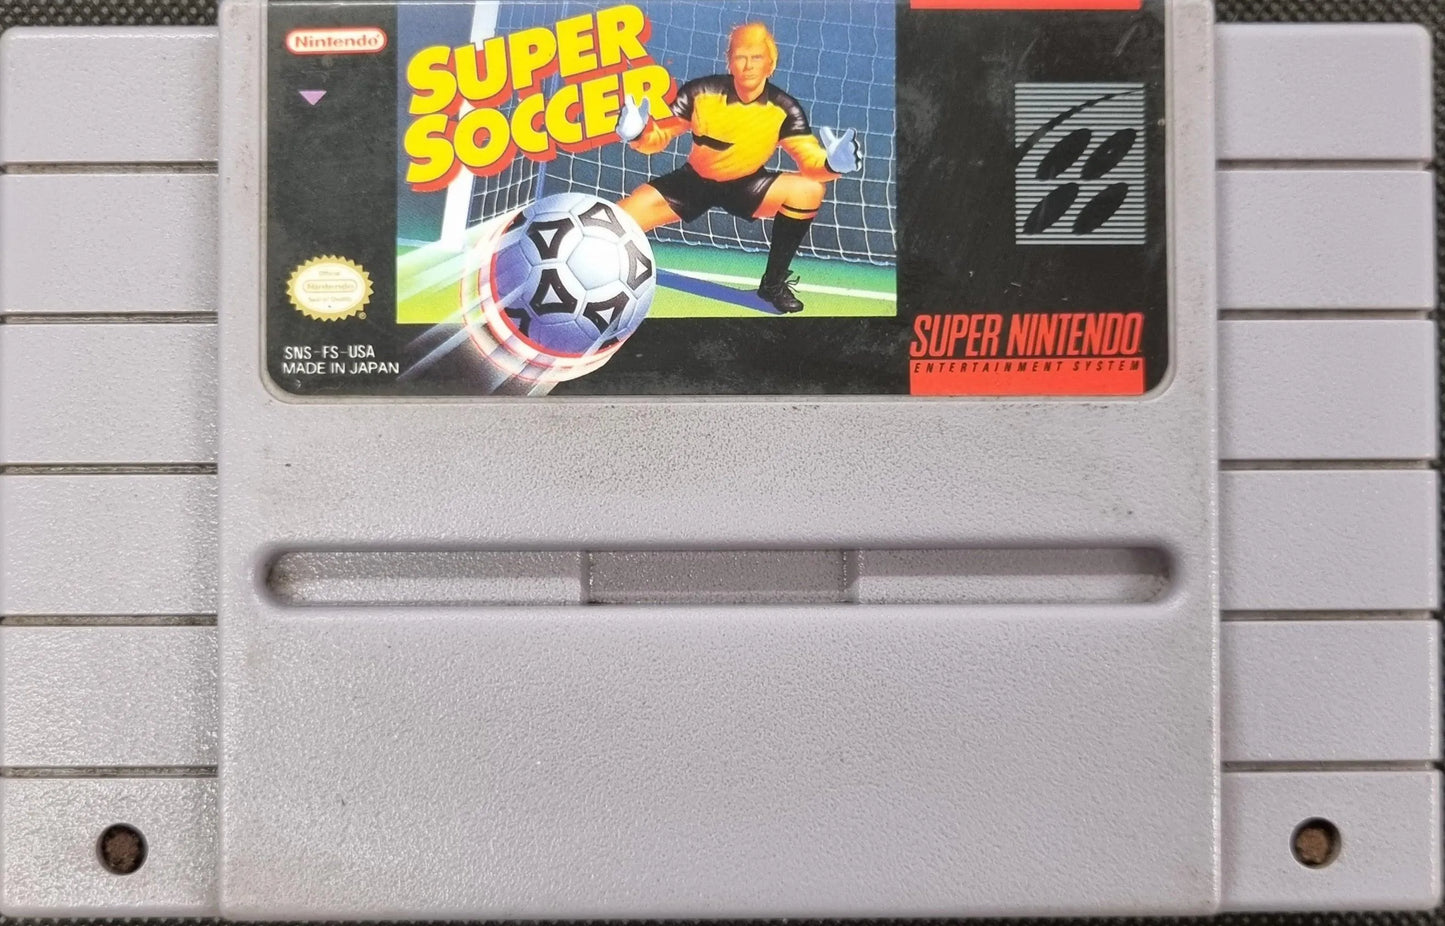 Nintendo
SUPER
SOCCER
Official
Nintendo
Seal of Quality
SNS-FS-USA
MADE IN JAPAN
SUPER NINTENDO
ENTERTAINMENT SYSTEM